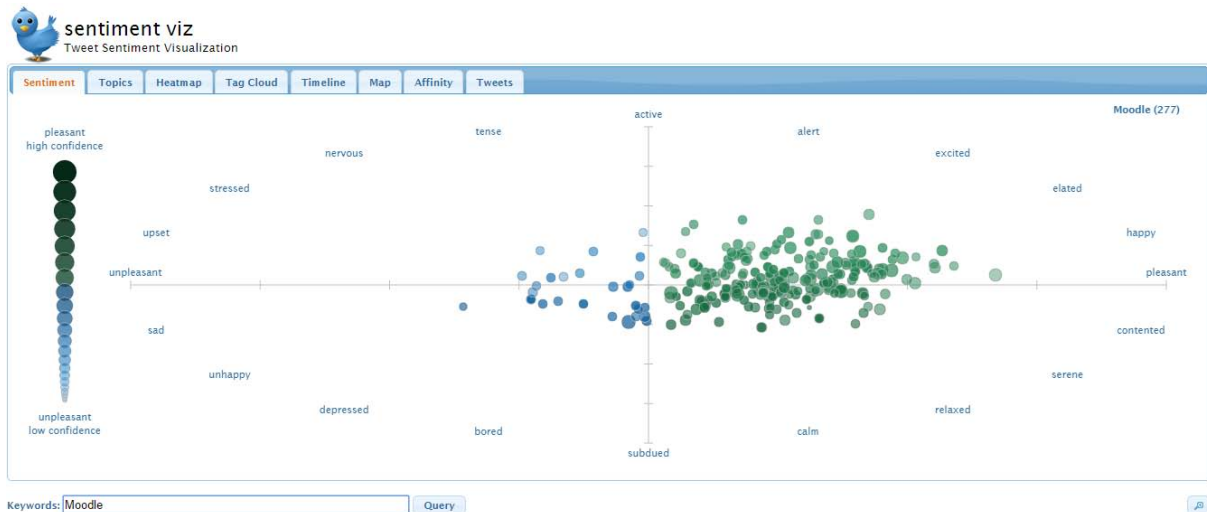 sentiment viz
Tweet Sentiment Visualization
Sentiment Topics Heatmap Tag Cloud Timeline Map Affinity Tweets
Moodle (277)
pleasant
high confidence
unpleasant
low confidence
active
tense
alert
nervous
excited
stressed
elated
upset
happy
unpleasant
pleasant
sad
contented
unhappy
serene
depressed
relaxed
bored
calm
subdued
Keywords: Moodle Query